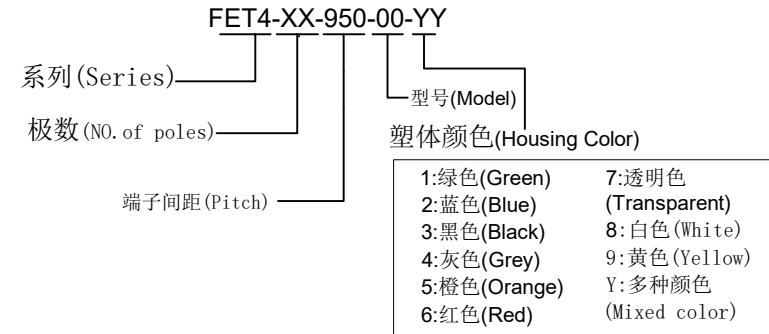 FET4-XX-950-00-YY
系列(Series)
型号(Model)
极数(NO.of poles)
塑体颜色(Housing Color)
端子间距(Pitch)
1:绿色(Green)
2:蓝色(Blue)
3:黑色(Black)
4:灰色(Grey)
5:橙色(Orange)
6:红色(Red)
7:透明色
(Transparent)
8:白色(White)
9:黄色(Yellow)
Y:多种颜色
(Mixed color)